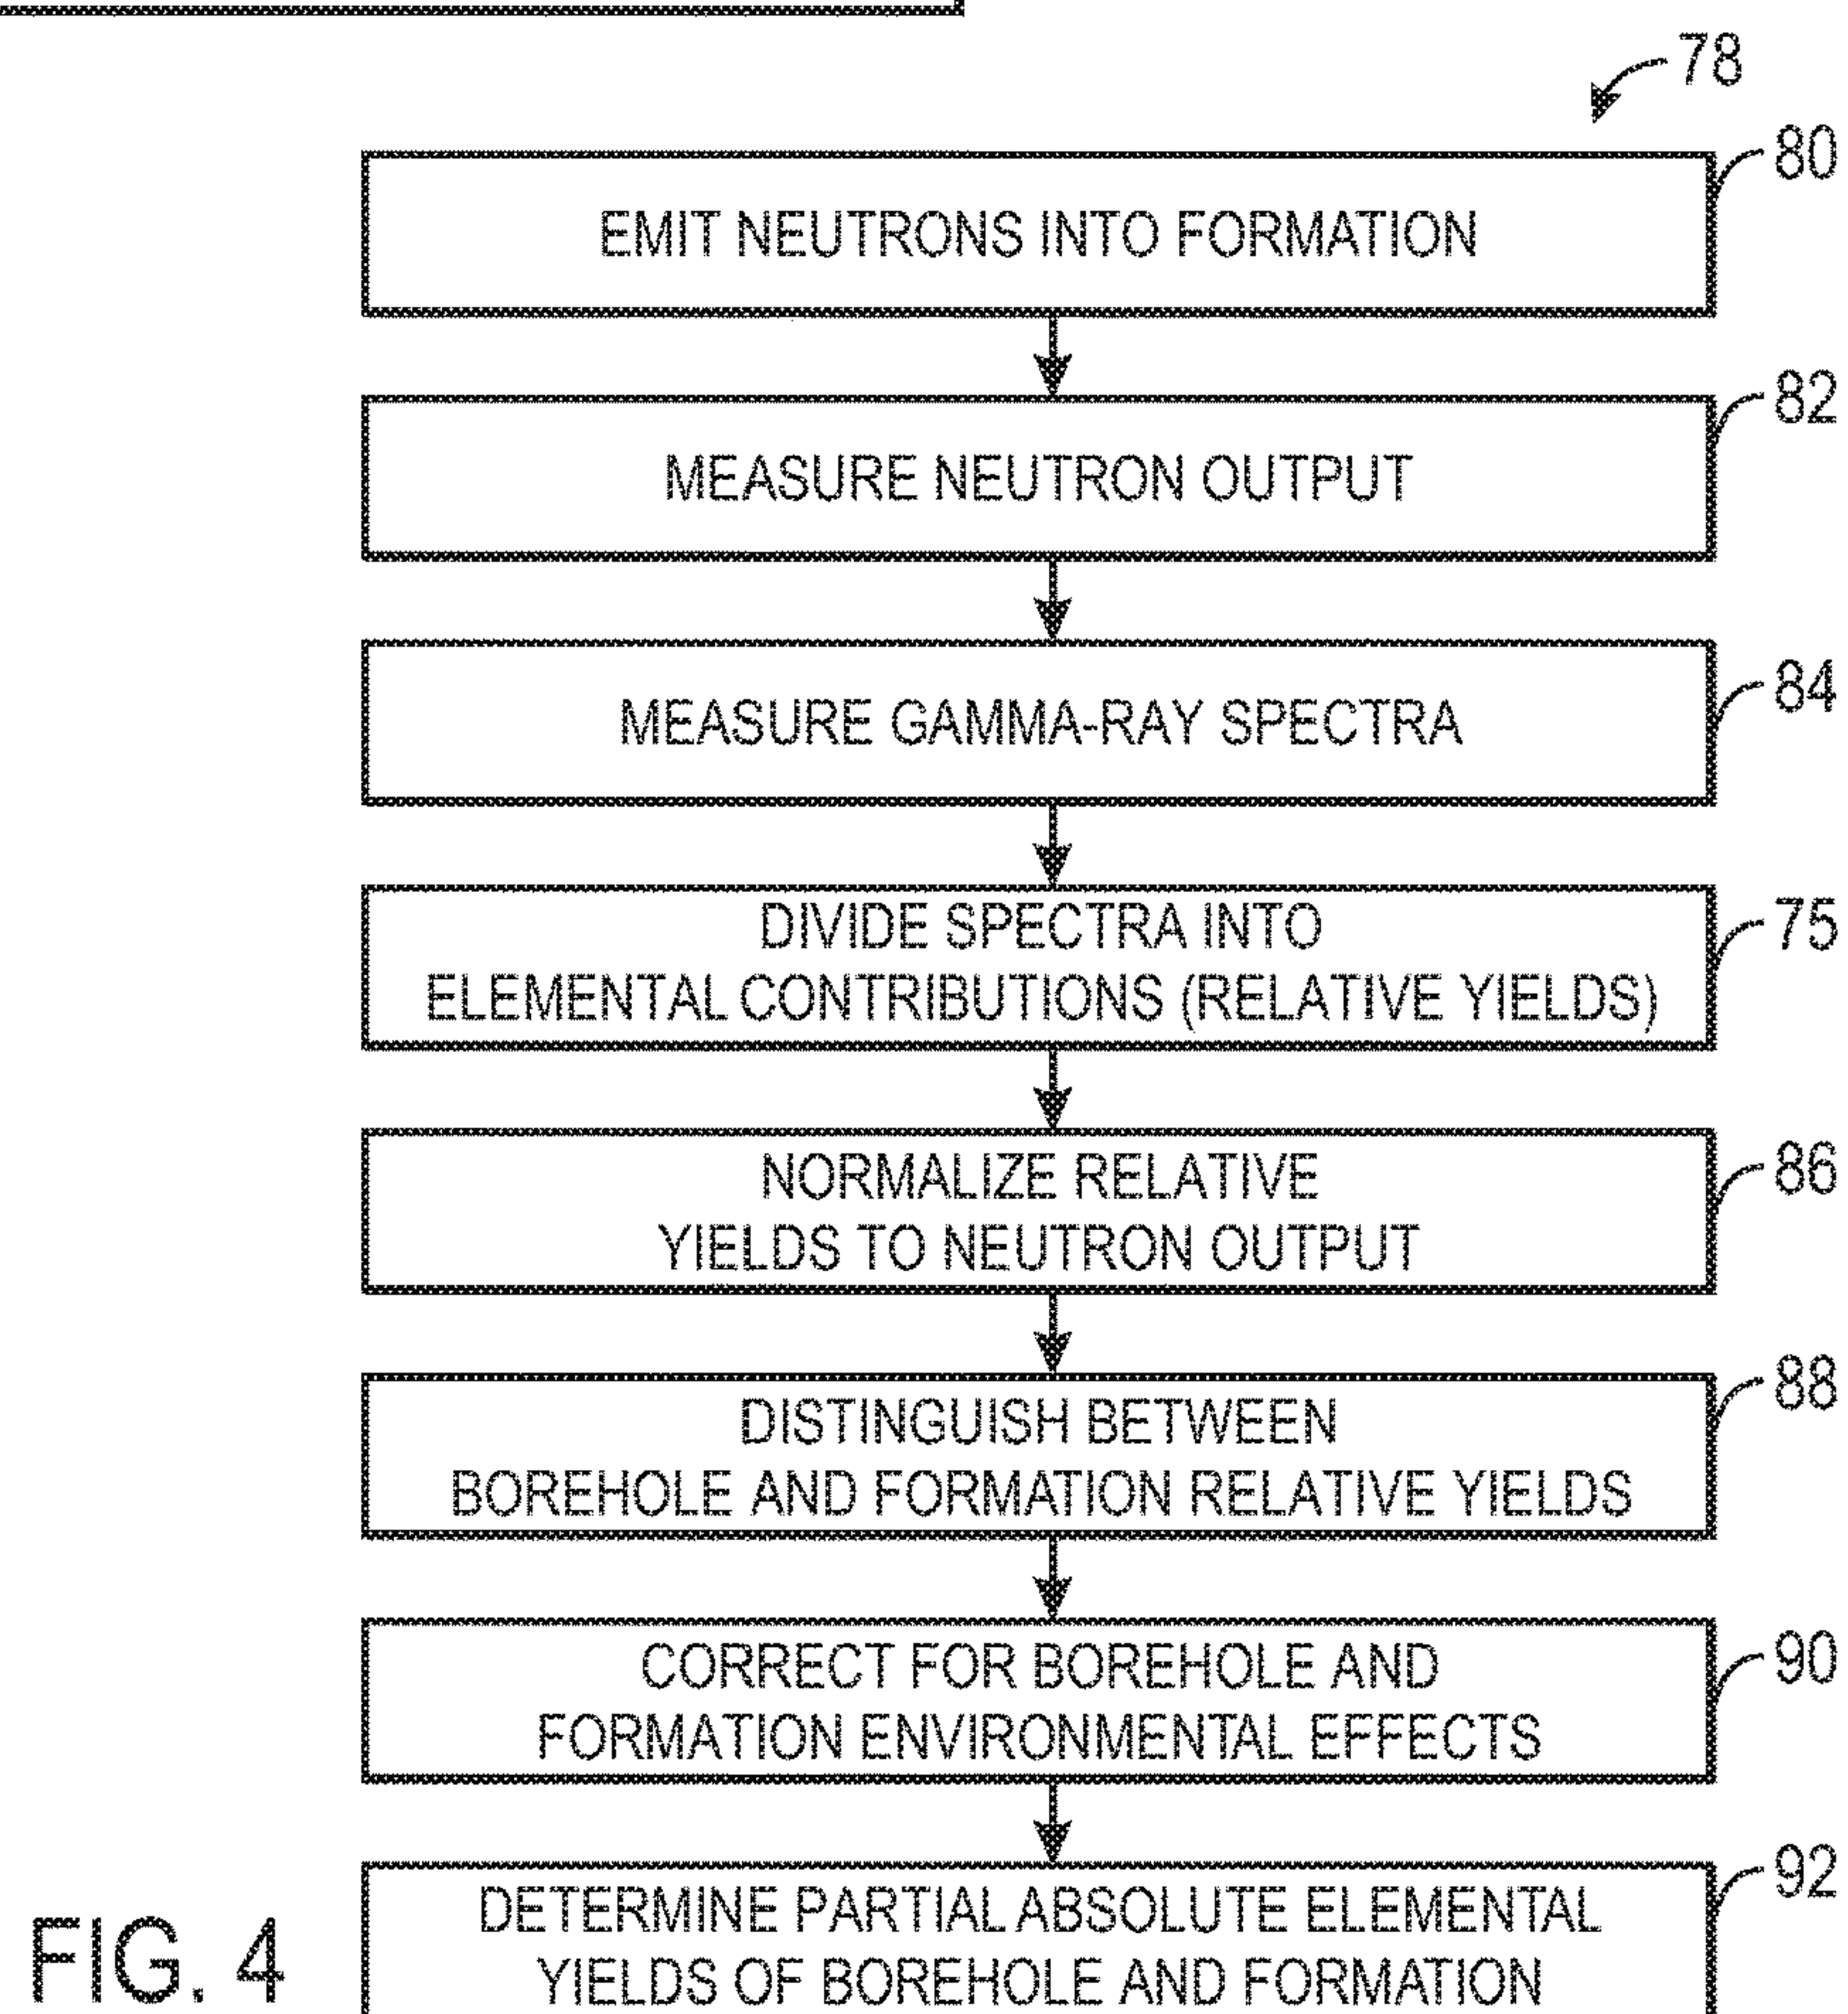 78
80
EMIT NEUTRONS INTO FORMATION
82
MEASURE NEUTRON OUTPUT
84
MEASURE GAMMA-RAY SPECTRA
75
DIVIDE SPECTRA INTO
ELEMENTAL CONTRIBUTIONS (RELATIVE YIELDS)
86
NORMALIZE RELATIVE
YIELDS TO NEUTRON OUTPUT
88
DISTINGUISH BETWEEN
BOREHOLE AND FORMATION RELATIVE YIELDS
90
CORRECT FOR BOREHOLE AND
FORMATION ENVIRONMENTAL EFFECTS
92
DETERMINE PARTIAL ABSOLUTE ELEMENTAL
YIELDS OF BOREHOLE AND FORMATION
FIG. 4